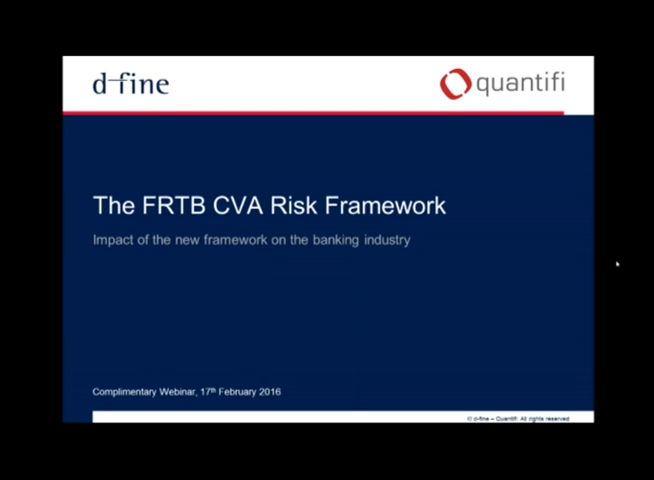 d-fine
quantifi
The FRTB CVA Risk Framework
Impact of the new framework on the banking industry
Complimentary Webinar, 17th February 2016
© d-fine – Quantifi: All rights reserved